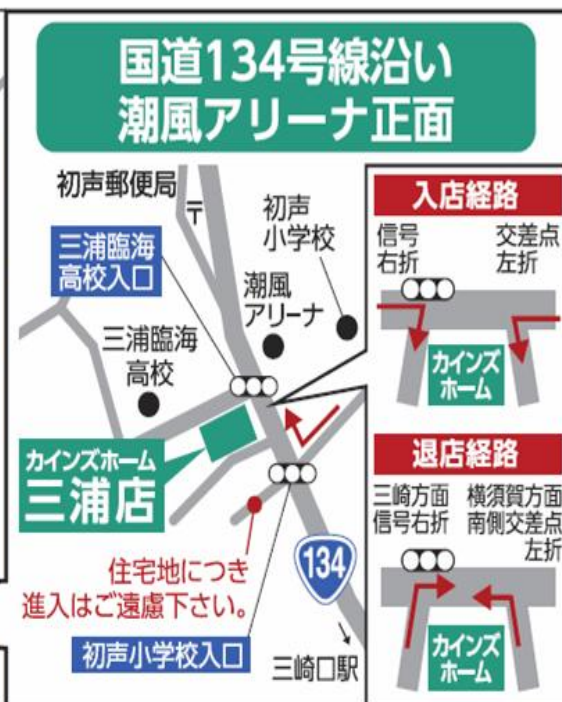 国道134号線沿い
潮風アリーナ正面
初声郵便局
〒
初声
小学校
三浦臨海
高校入口
潮風
アリーナ
三浦臨海
高校
カインズホーム
三浦店
住宅地につき
進入はご遠慮下さい。
134
初声小学校入口
三崎口駅
入店経路
信号
右折
交差点
左折
カインズ
ホーム
退店経路
三崎方面
信号右折
横須賀方面
南側交差点
左折
カインズ
ホーム